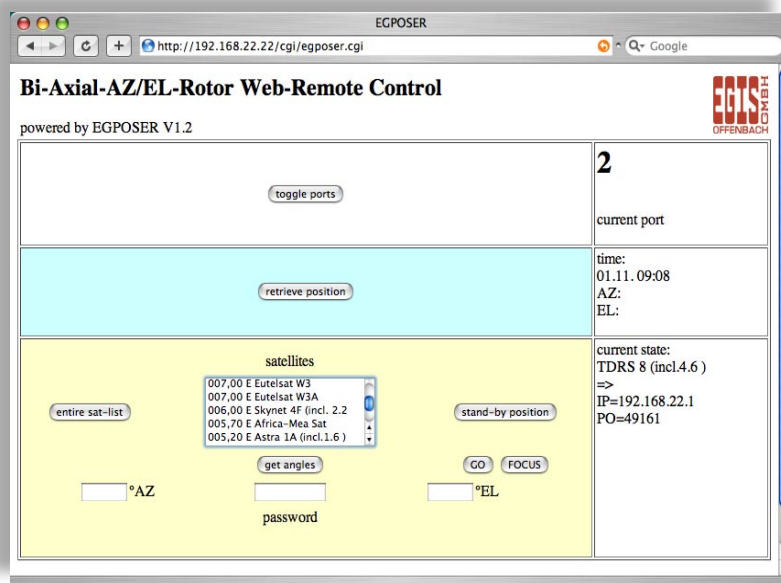 EGPOSER
http://192.168.22.22/cgi/egposer.cgi
Google
Bi-Axial-AZ/EL-Rotor Web-Remote Control
EGIS GMBH
OFFENBACH
powered by EGPOSER V1.2
toggle ports
2
current port
retrieve position
time:
01.11. 09:08
AZ:
EL:
satellites
entire sat-list
007,00 E Eutelsat W3
007,00 E Eutelsat W3A
006,00 E Skynet 4F (incl. 2.2
005,70 E Africa-Mea Sat
005,20 E Astra 1A (incl.1.6 )
stand-by position
get angles
GO FOCUS
°AZ
°EL
password
current state:
TDRS 8 (incl.4.6 )
=>
IP=192.168.22.1
PO=49161